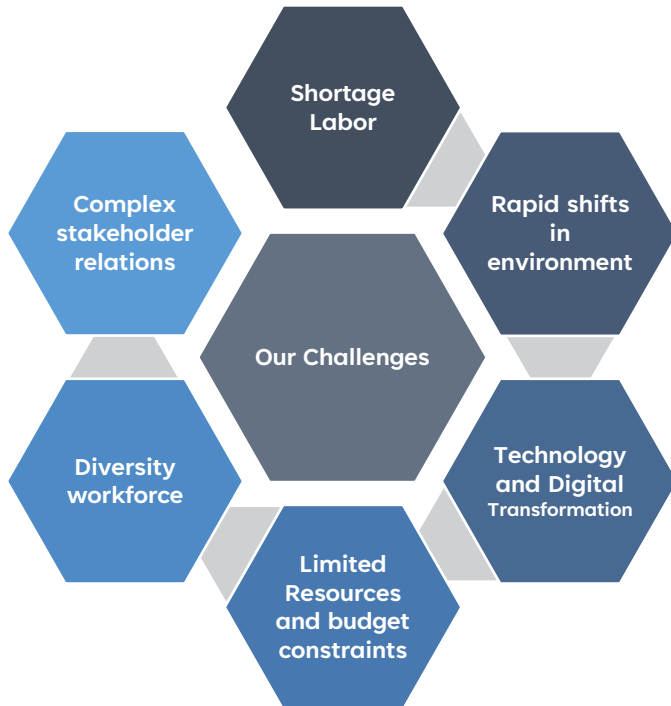 Shortage
Labor
Rapid shifts
in
environment
Technology
and Digital
Transformation
Limited
Resources
and budget
constraints
Diversity
workforce
Complex
stakeholder
relations
Our Challenges